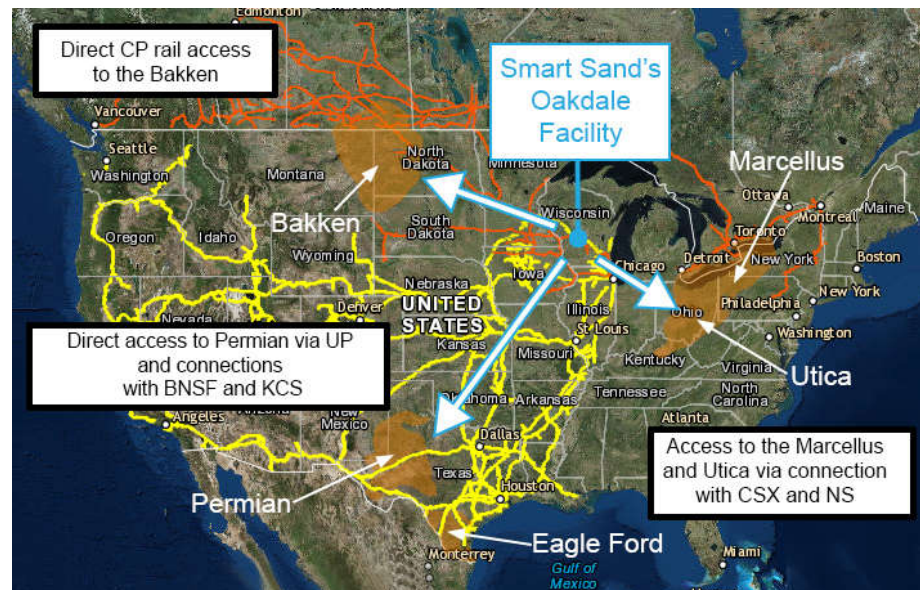 Edmonton
Direct CP rail access
to the Bakken
Smart Sand's
Oakdale
Facility
Vancouver
Seattle
Washington
Montana
North
Dakota
Minnesota
Marcellus
Ottawa
Montreal
Maine
Bakken
Wisconsin
Toronto
Oregon
Idaho
South
Dakota
Wyoming
Iowa
Chicago
Detroit
New York
Boston
Nebraska
UNITED
STATES
Illinois
Ohio
Philadelphia
New York
Nevada
Denver
St Louis
Washington
Direct access to Permian via UP
and connections
with BNSF and KCS
Kansas
Missouri
Kentucky
Virginia
Utica
Oklahoma
Arkansas
Tennessee
North
Carolina
Angeles
New
Mexico
Atlanta
Dallas
Access to the Marcellus
and Utica via connection
with CSX and NS
Texas
Permian
Houston
Eagle Ford
Monterrey
Gulf of
Mexico
Miami